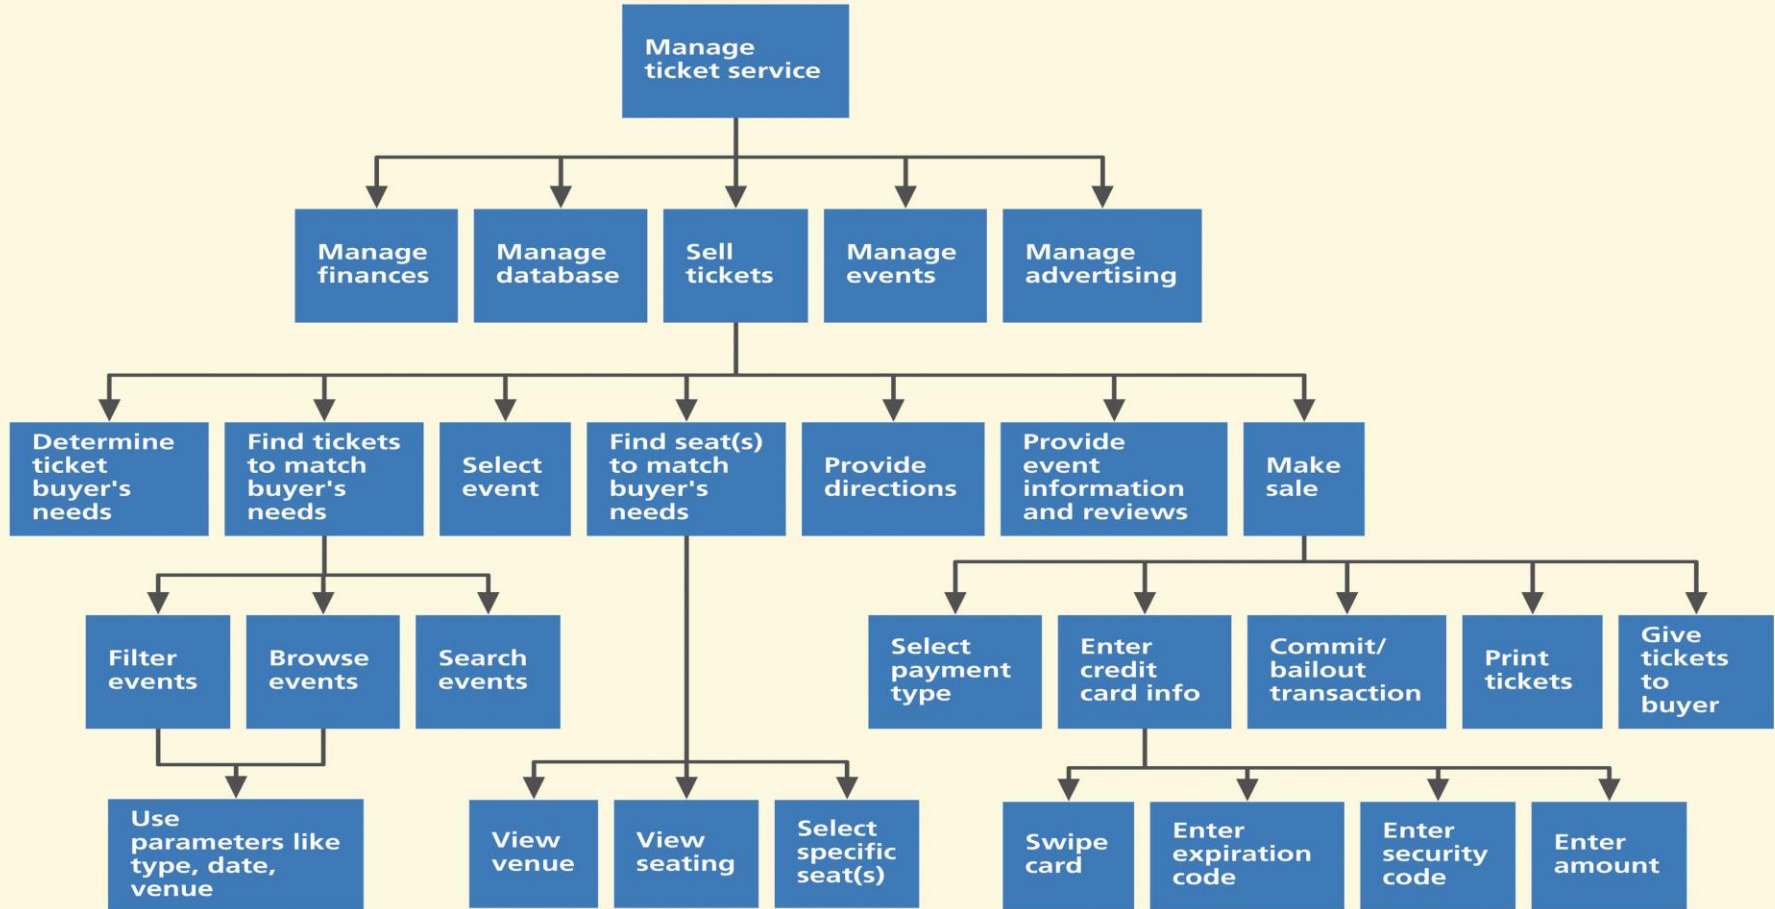 Manage
ticket service
Manage
finances
Manage
database
Sell
tickets
Manage
events
Manage
advertising
Determine
ticket
buyer's
needs
Find tickets
to match
buyer's
needs
Select
event
Find seat(s)
to match
buyer's
needs
Provide
directions
Provide
event
information
and reviews
Make
sale
Filter
events
Browse
events
Search
events
Select
payment
type
Enter
credit
card info
Commit/
bailout
transaction
Print
tickets
Give
tickets
to
buyer
Use
parameters like
type, date,
venue
View
venue
View
seating
Select
specific
seat(s)
Swipe
card
Enter
expiration
code
Enter
security
code
Enter
amount